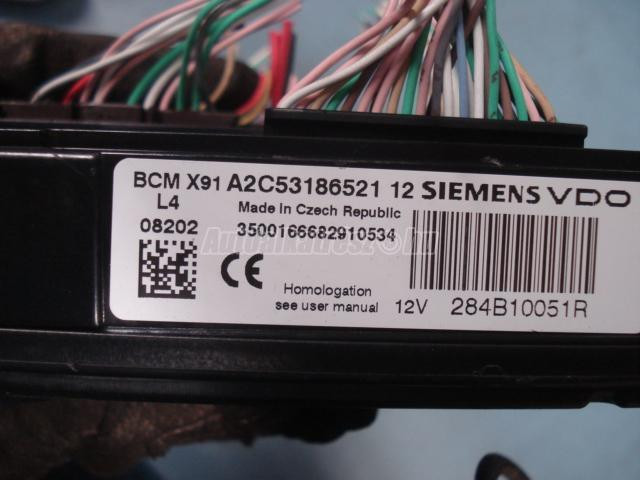 BCM X91 A2C53186521 12 SIEMENS VDO
L4
Made in Czech Republic
08202
3500166682910534
CE
Homologation
see user manual 12V 284B10051R